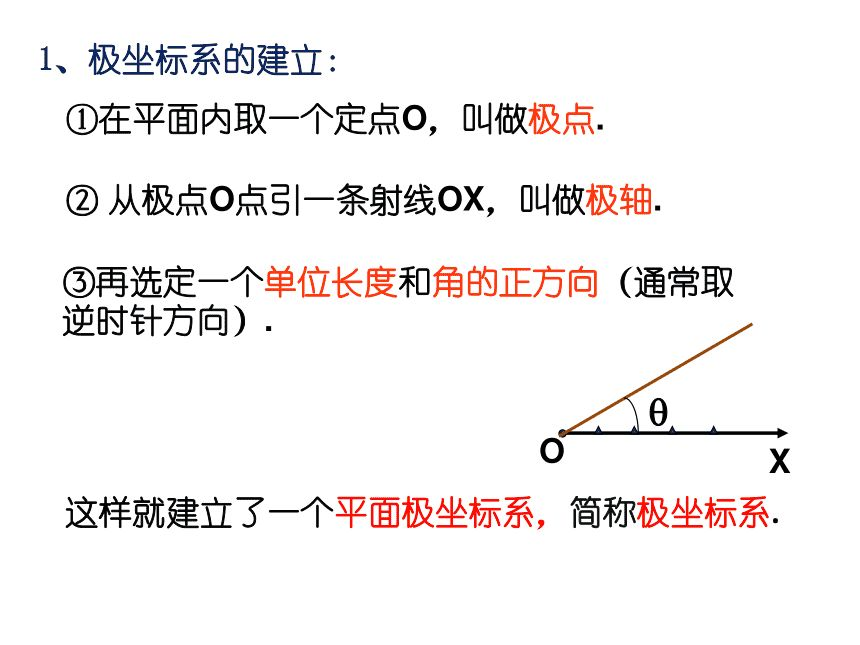 1、极坐标系的建立：
①在平面内取一个定点O，叫做极点.
② 从极点O点引一条射线OX，叫做极轴.
③再选定一个单位长度和角的正方向（通常取
逆时针方向）.
θ
O
X
这样就建立了一个平面极坐标系，简称极坐标系.